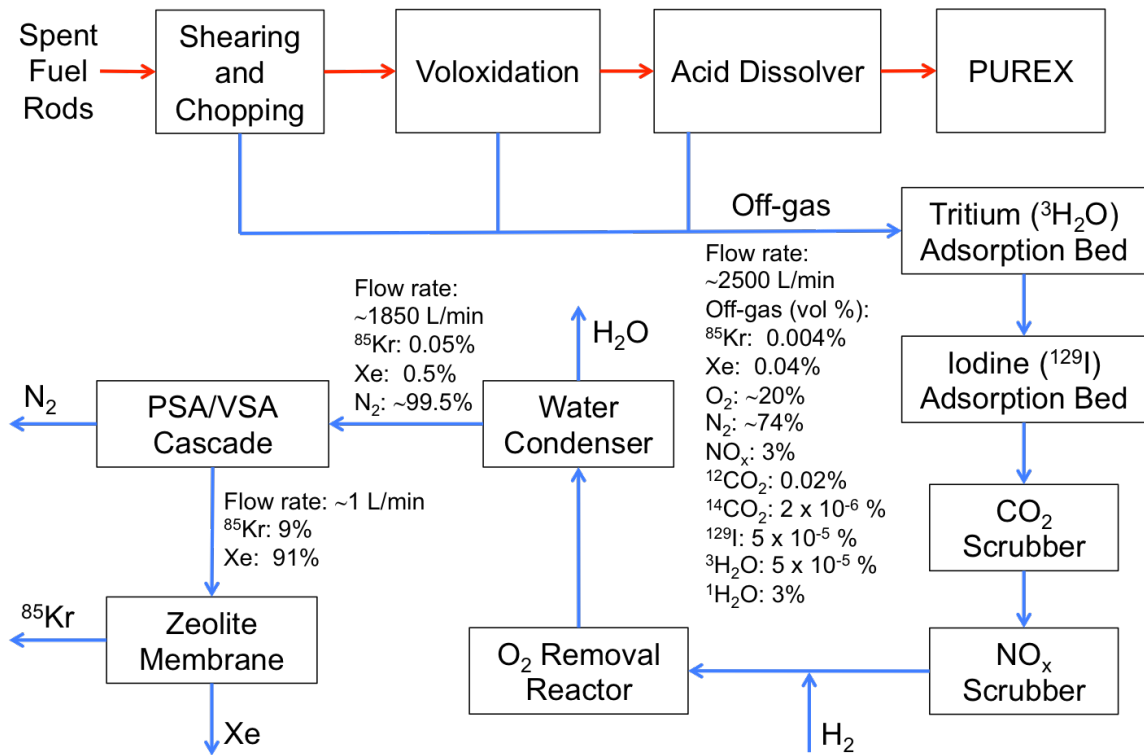 Spent
Fuel
Rods
Shearing
and
Chopping
Voloxidation
Acid Dissolver
PUREX
Off-gas
Tritium (³H₂O)
Adsorption Bed
Flow rate:
~2500 L/min
Off-gas (vol %):
⁸⁵Kr: 0.004%
Xe: 0.04%
O₂: ~20%
N₂: ~74%
NOₓ: 3%
¹²CO₂: 0.02%
¹⁴CO₂: 2 x 10⁻⁶ %
¹²⁹I: 5 x 10⁻⁵ %
³H₂O: 5 x 10⁻⁵ %
¹H₂O: 3%
Iodine (¹²⁹I)
Adsorption Bed
CO₂
Scrubber
NOₓ
Scrubber
H₂
O₂ Removal
Reactor
Water
Condenser
H₂O
Flow rate:
~1850 L/min
⁸⁵Kr: 0.05%
Xe: 0.5%
N₂: ~99.5%
PSA/VSA
Cascade
N₂
Flow rate: ~1 L/min
⁸⁵Kr: 9%
Xe: 91%
Zeolite
Membrane
⁸⁵Kr
Xe